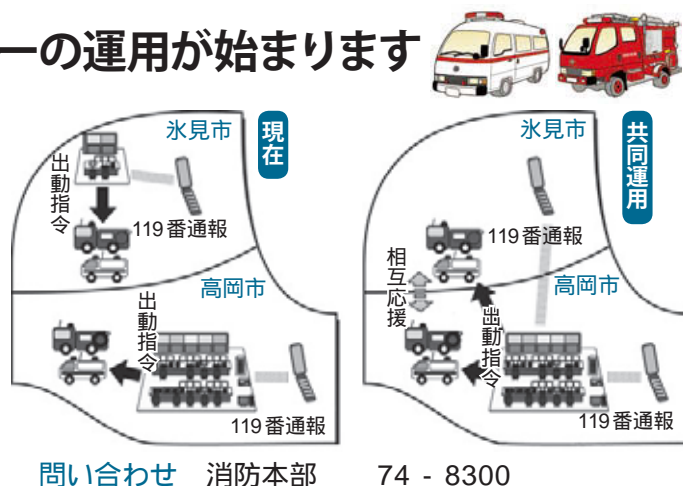 ーの運用が始まります
現在
氷見市
出動指令
119番通報
高岡市
出動指令
119番通報
共同運用
氷見市
119番通報
相互応援
高岡市
出動指令
119番通報
問い合わせ 消防本部 74-8300